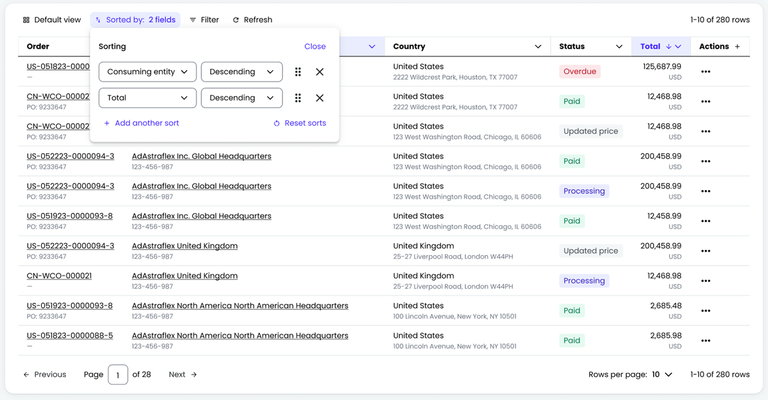 Default view Sorted by: 2 fields Filter Refresh 1-10 of 280 rows
Sorting Close
Consuming entity Descending
Total Descending
+ Add another sort Reset sorts
Order Country Status Total Actions +
US-051823-0000 United States Overdue 125,687.99
-- 2222 Wildcrest Park, Houston, TX 77007 USD
CN-WCO-00002 United States Paid 12,468.98
PO: 9233647 2222 Wildcrest Park, Houston, TX 77007 USD
CN-WCO-00002 United States Updated price 12,468.98
PO: 9233647 123 West Washington Road, Chicago, IL 60606 USD
US-052223-0000094-3 AdAstraflex Inc. Global Headquarters United States Paid 200,458.99
PO: 9233647 123-456-987 123 West Washington Road, Chicago, IL 60606 USD
US-052223-0000094-3 AdAstraflex Inc. Global Headquarters United States Processing 200,458.99
PO: 9233647 123-456-987 123 West Washington Road, Chicago, IL 60606 USD
US-051923-0000093-8 AdAstraflex Inc. Global Headquarters United States Paid 12,458.99
PO: 9233647 123-456-987 123 West Washington Road, Chicago, IL 60606 USD
US-052223-0000094-3 AdAstraflex United Kingdom United Kingdom Updated price 200,458.99
PO: 9233647 123-456-987 25-27 Liverpool Road, London W44PH USD
CN-WCO-000021 AdAstraflex United Kingdom United Kingdom Processing 12,468.98
-- 123-456-987 25-27 Liverpool Road, London W44PH USD
US-051923-0000093-8 AdAstraflex North America North American Headquarters United States Paid 2,685.48
PO: 9233647 123-456-987 100 Lincoln Avenue, New York, NY 10501 USD
US-051823-0000088-5 AdAstraflex North America North American Headquarters United States Paid 2,685.98
-- 123-456-987 100 Lincoln Avenue, New York, NY 10501 USD
Previous Page 1 of 28 Next Rows per page: 10 1-10 of 280 rows